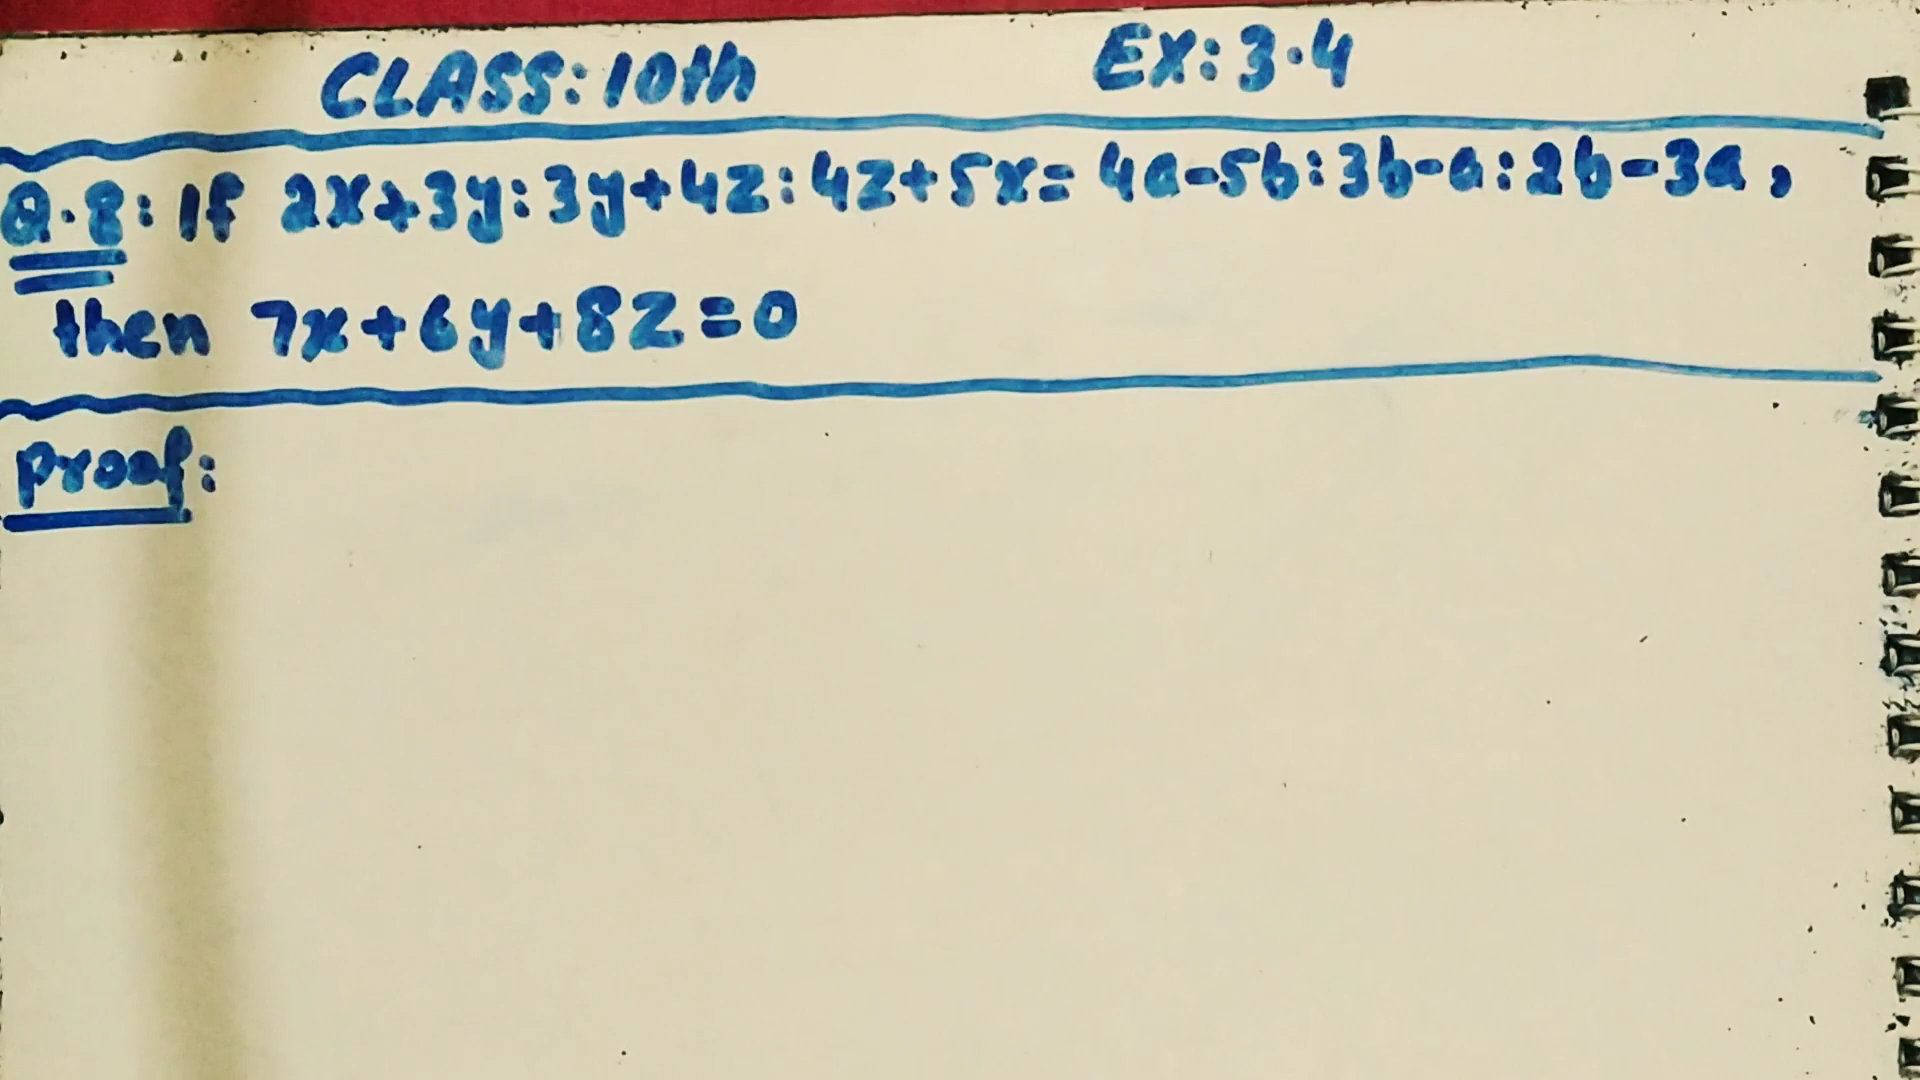 CLASS: 10th EX: 3.4
Q.8: If 2x+3y:3y+4z:4z+5x= 4a-5b:3b-a:2b-3a,
then 7x+6y+8z=0
Proof: